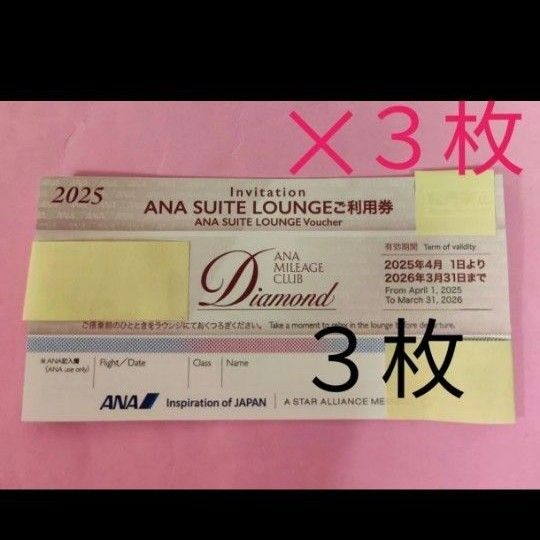 ×3枚
2025
Invitation
ANA SUITE LOUNGEご利用券
ANA SUITE LOUNGE Voucher
有効期間 Term of validity
2025年4月 1日より
2026年3月31日まで
From April 1, 2025
To March 31, 2026
ANA
MILEAGE
CLUB
Diamond
ご搭乗前のひとときをラウンジにておくつろぎください。 Take a moment to relax in the lounge before departure.
3枚
※ANA記入欄
(ANA use only)
Flight/Date
Class
Name
ANA Inspiration of JAPAN A STAR ALLIANCE ME